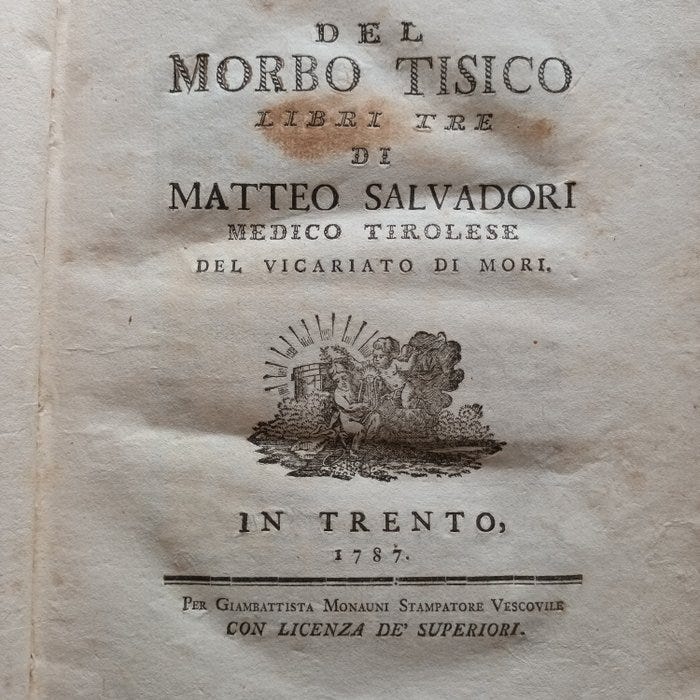 DEL
MORBO TISICO
LIBRI TRE
DI
MATTEO SALVADORI
MEDICO TIROLESE
DEL VICARIATO DI MORI.
IN TRENTO,
1787.
PER GIAMBATTISTA MONAUNI STAMPATORE VESCOVILE
CON LICENZA DE' SUPERIORI.